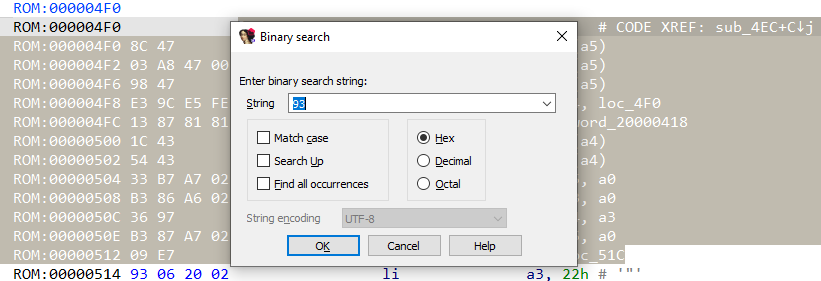 ROM:000004F0
ROM:000004F0 # CODE XREF: sub_4EC+C↓j
ROM:000004F0 8C 47 a5)
ROM:000004F2 03 A8 47 00 a5)
ROM:000004F6 98 47 a5)
ROM:000004F8 E3 9C E5 FE , loc_4F0
ROM:000004FC 13 87 81 81 word_20000418
ROM:00000500 1C 43 a4)
ROM:00000502 54 43 a4)
ROM:00000504 33 B7 A7 02 , a0
ROM:00000508 B3 86 A6 02 , a0
ROM:0000050C 36 97 , a3
ROM:0000050E B3 87 A7 02 , a0
ROM:00000512 09 E7 oc_51C
ROM:00000514 93 06 20 02 li a3, 22h # '"'
Binary search
Enter binary search string:
String 93
Match case
Search Up
Find all occurrences
Hex
Decimal
Octal
String encoding UTF-8
OK Cancel Help